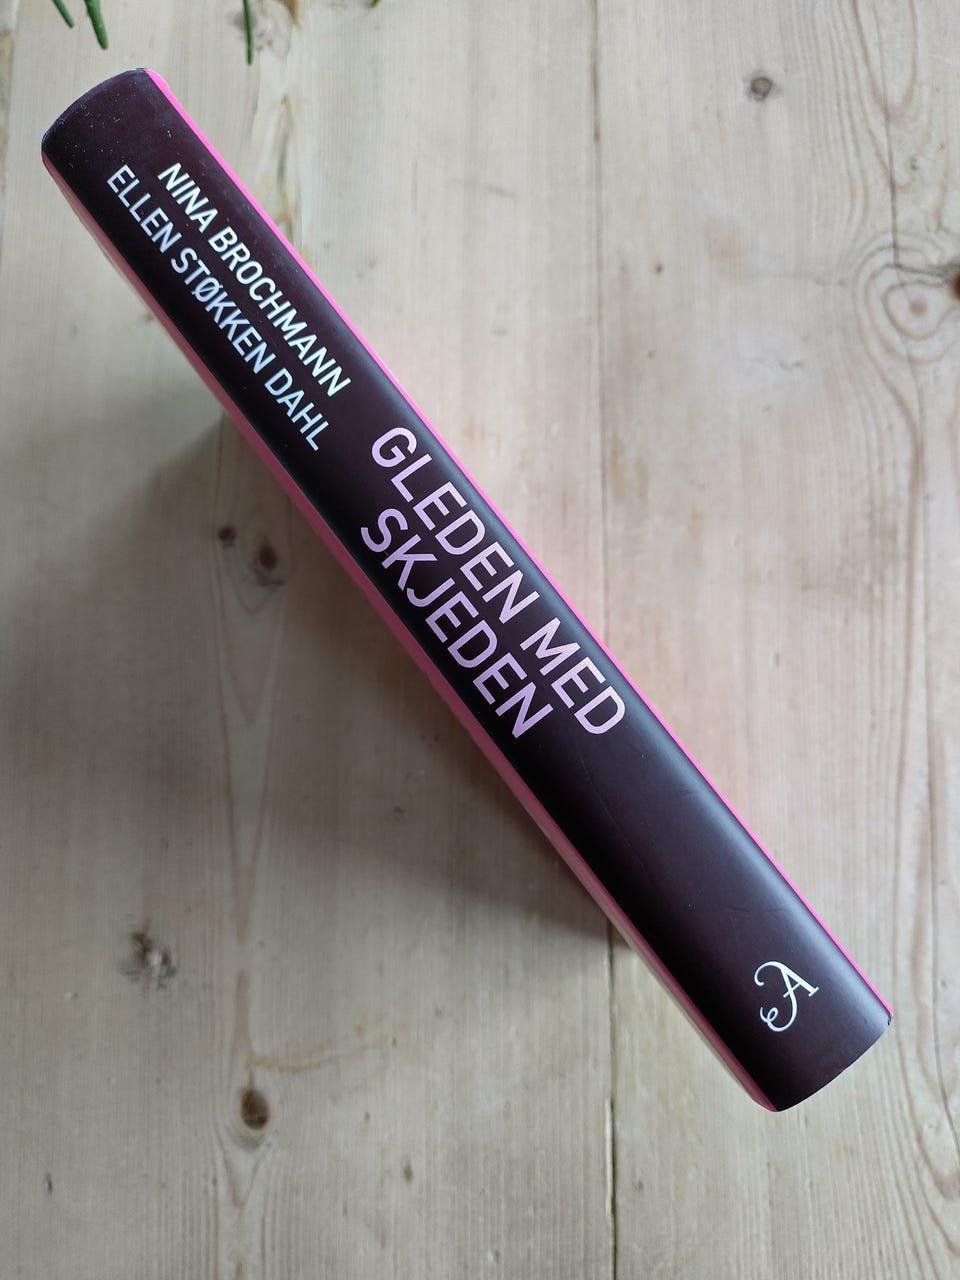 NINA BROCHMANN
ELLEN STØKKEN DAHL
GLEDEN MED
SKJEDEN
A